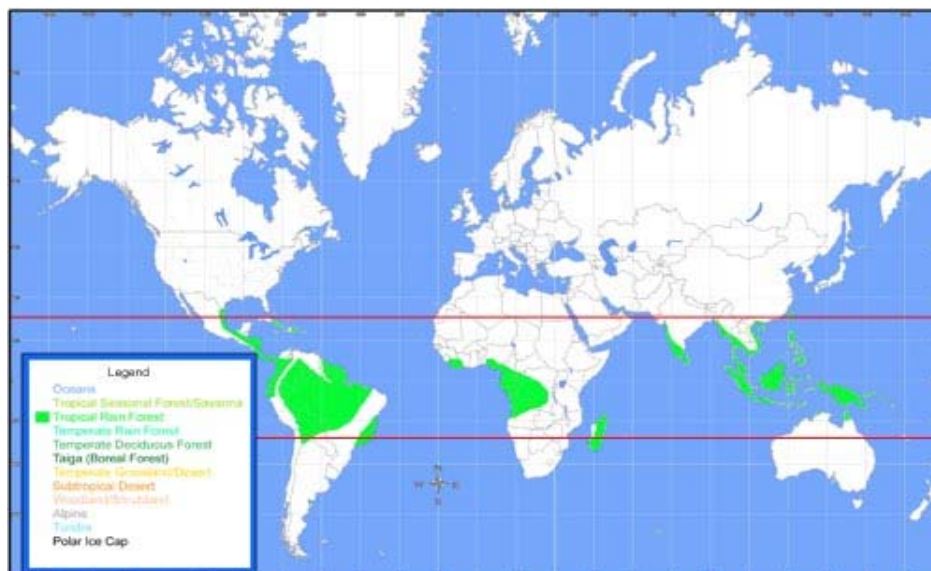 Legend
Oceans
Tropical Seasonal Forest/Savanna
Tropical Rain Forest
Temperate Rain Forest
Temperate Deciduous Forest
Taiga (Boreal Forest)
Temperate Grassland/Desert
Subtropical Desert
Woodland/Shrubland
Alpine
Tundra
Polar Ice Cap
N
W E
S